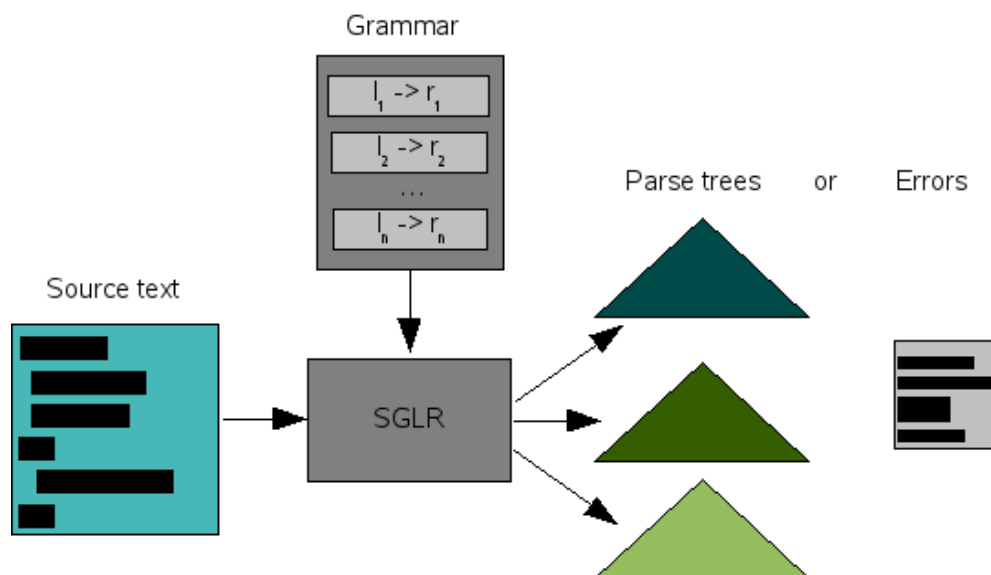 Grammar
l₁ -> r₁
l₂ -> r₂
...
lₙ -> rₙ
Parse trees or Errors
Source text
SGLR